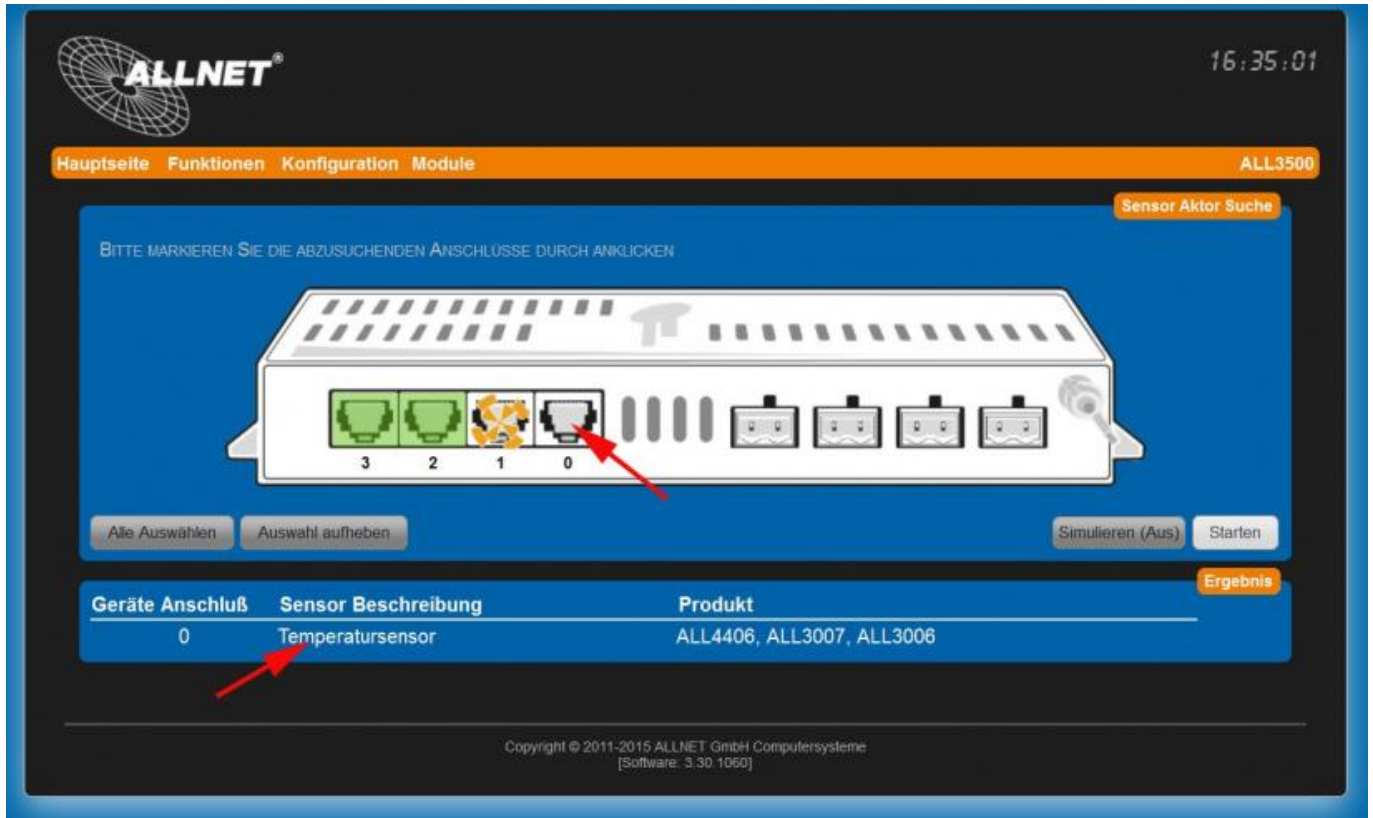 ALLNET®
16:35:01
Hauptseite Funktionen Konfiguration Module ALL3500
Sensor Aktor Suche
Bitte markieren Sie die abzusuchenden Anschlüsse durch anklicken
3 2 1 0
Alle Auswählen Auswahl aufheben Simulieren (Aus) Starten
Ergebnis
Geräte Anschluß Sensor Beschreibung Produkt
0 Temperatursensor ALL4406, ALL3007, ALL3006
Copyright © 2011-2015 ALLNET GmbH Computersysteme
[Software: 3.30.1060]